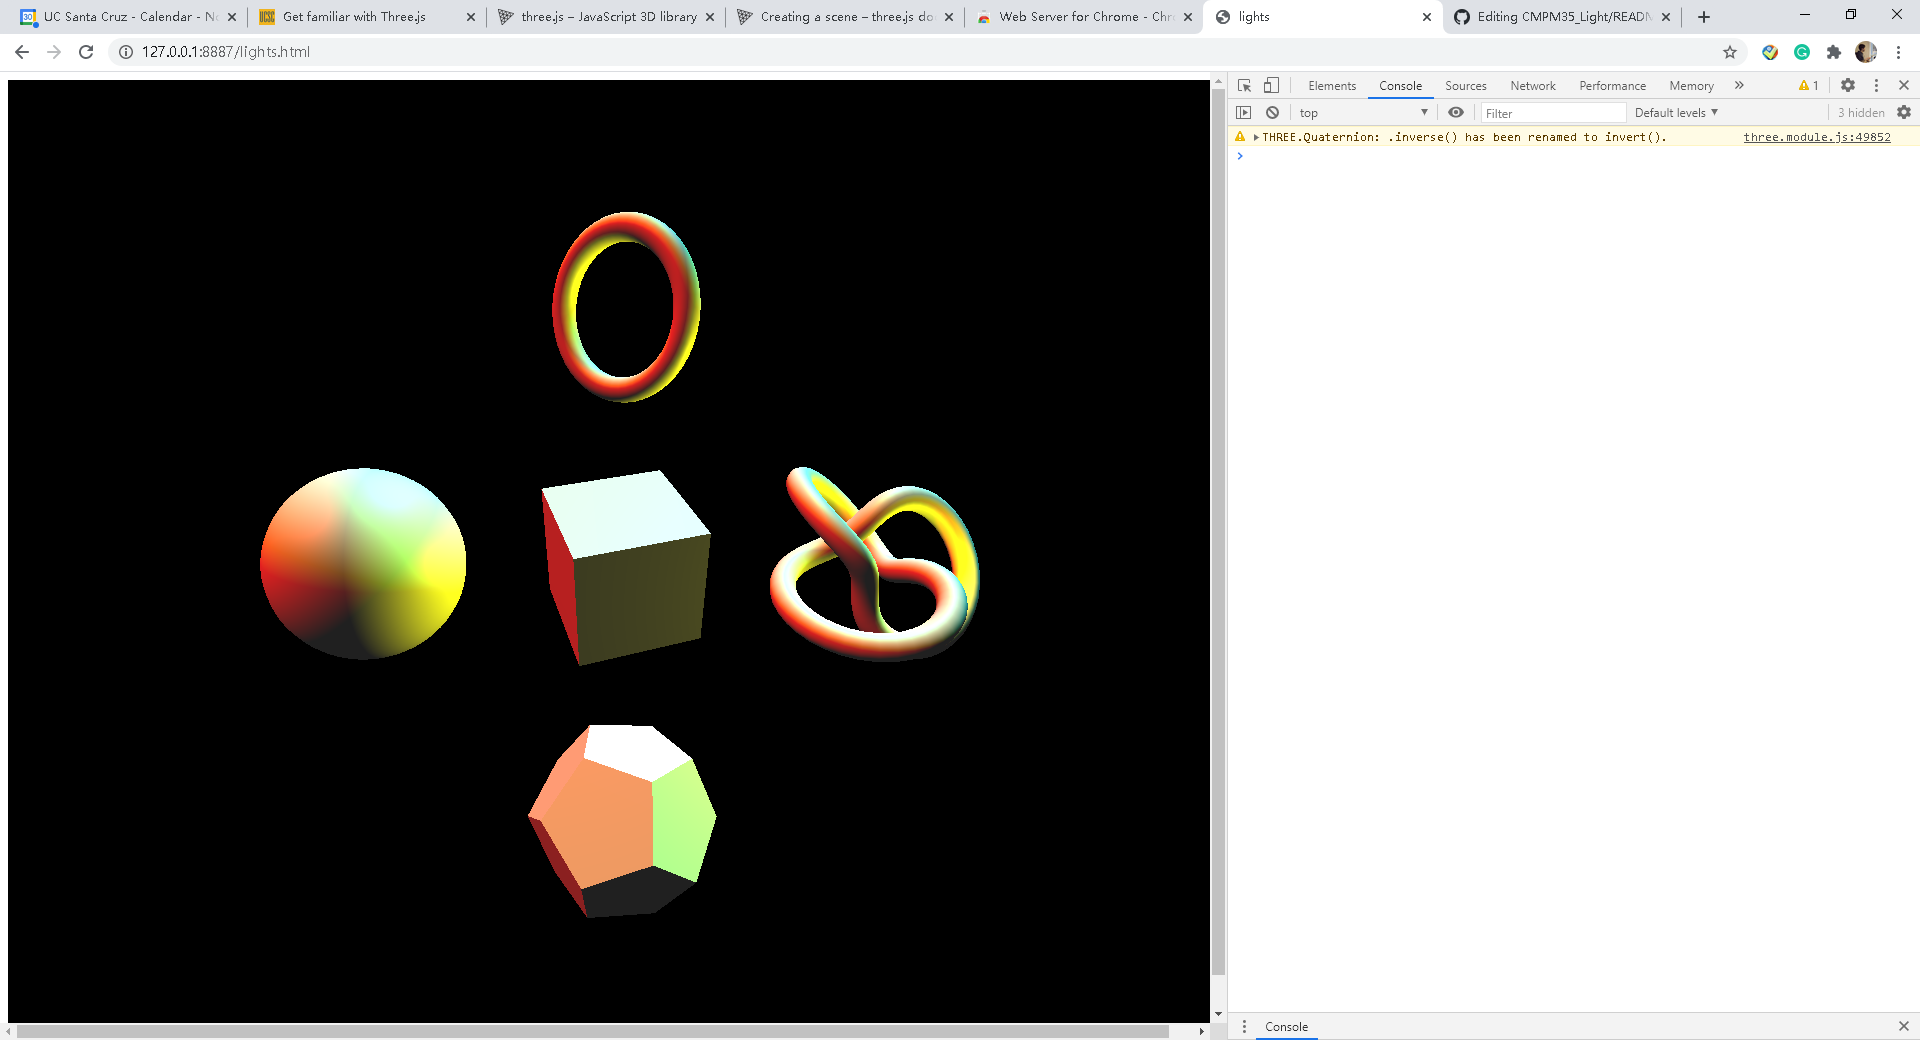 UC Santa Cruz - Calendar - No
Get familiar with Three.js
three.js – JavaScript 3D library
Creating a scene – three.js do
Web Server for Chrome - Chr
lights
Editing CMPM35_Light/READM
127.0.0.1:8887/lights.html
Elements Console Sources Network Performance Memory » 1
top Filter Default levels 3 hidden
THREE.Quaternion: .inverse() has been renamed to invert(). three.module.js:49852
Console